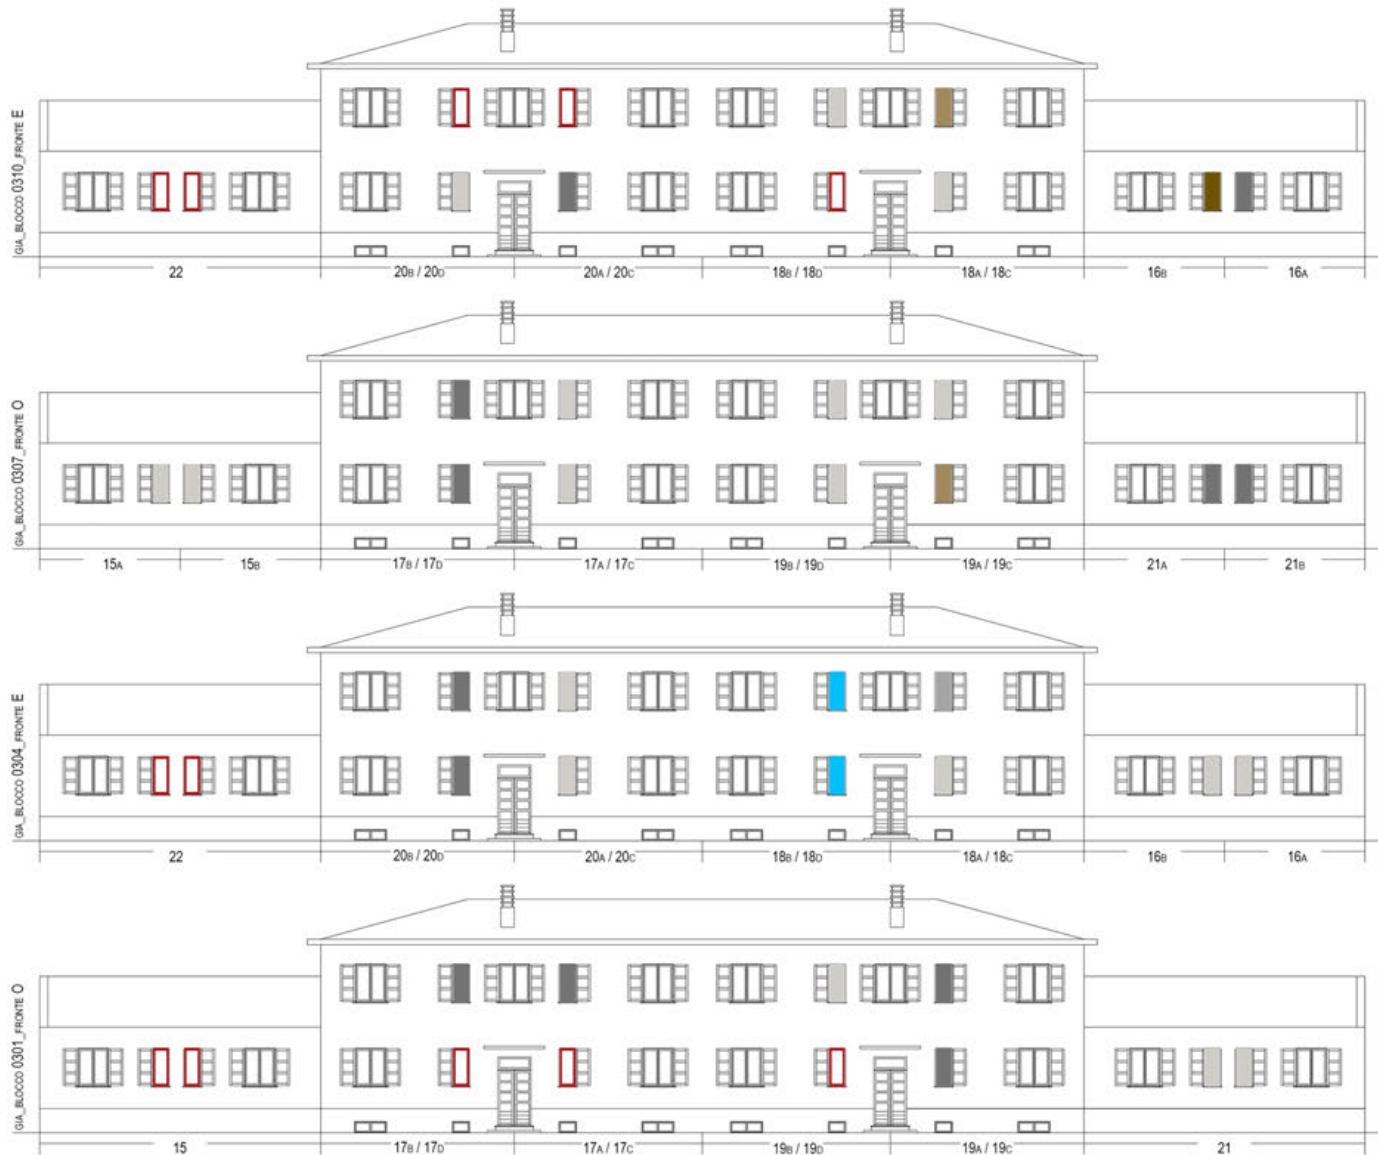 GIA_BLOCCO 0310_FRONTE E
22 20B / 20D 20A / 20C 18B / 18D 18A / 18C 16B 16A
GIA_BLOCCO 0307_FRONTE O
15A 15B 17B / 17D 17A / 17C 19B / 19D 19A / 19C 21A 21B
GIA_BLOCCO 0304_FRONTE E
22 20B / 20D 20A / 20C 18B / 18D 18A / 18C 16B 16A
GIA_BLOCCO 0301_FRONTE O
15 17B / 17D 17A / 17C 19B / 19D 19A / 19C 21